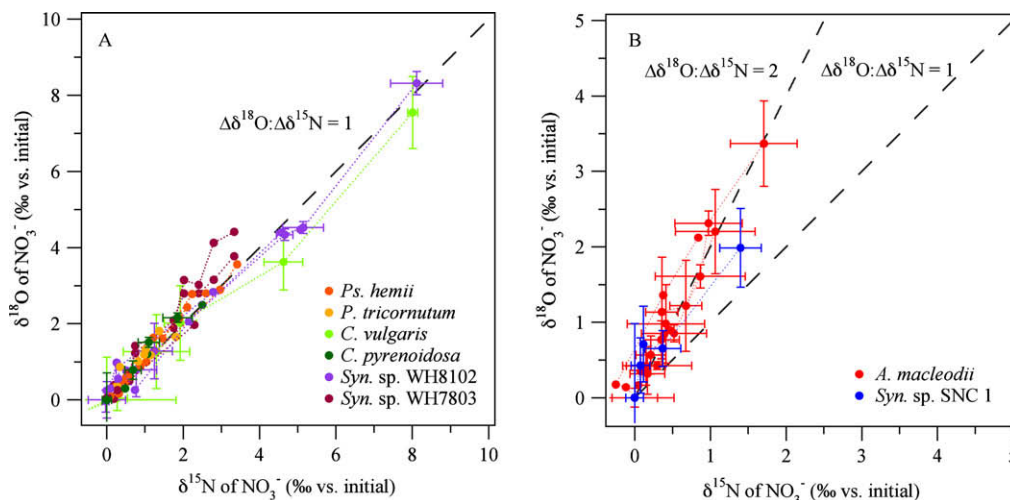 A
10
8
6
4
2
0
δ¹⁸O of NO₃⁻ (‰ vs. initial)
Δδ¹⁸O:Δδ¹⁵N = 1
Ps. hemii
P. tricornutum
C. vulgaris
C. pyrenoidosa
Syn. sp. WH8102
Syn. sp. WH7803
0 2 4 6 8 10
δ¹⁵N of NO₃⁻ (‰ vs. initial)
B
5
4
3
2
1
0
δ¹⁸O of NO₃⁻ (‰ vs. initial)
Δδ¹⁸O:Δδ¹⁵N = 2
Δδ¹⁸O:Δδ¹⁵N = 1
A. macleodii
Syn. sp. SNC 1
0 1 2 3 4 5
δ¹⁵N of NO₃⁻ (‰ vs. initial)